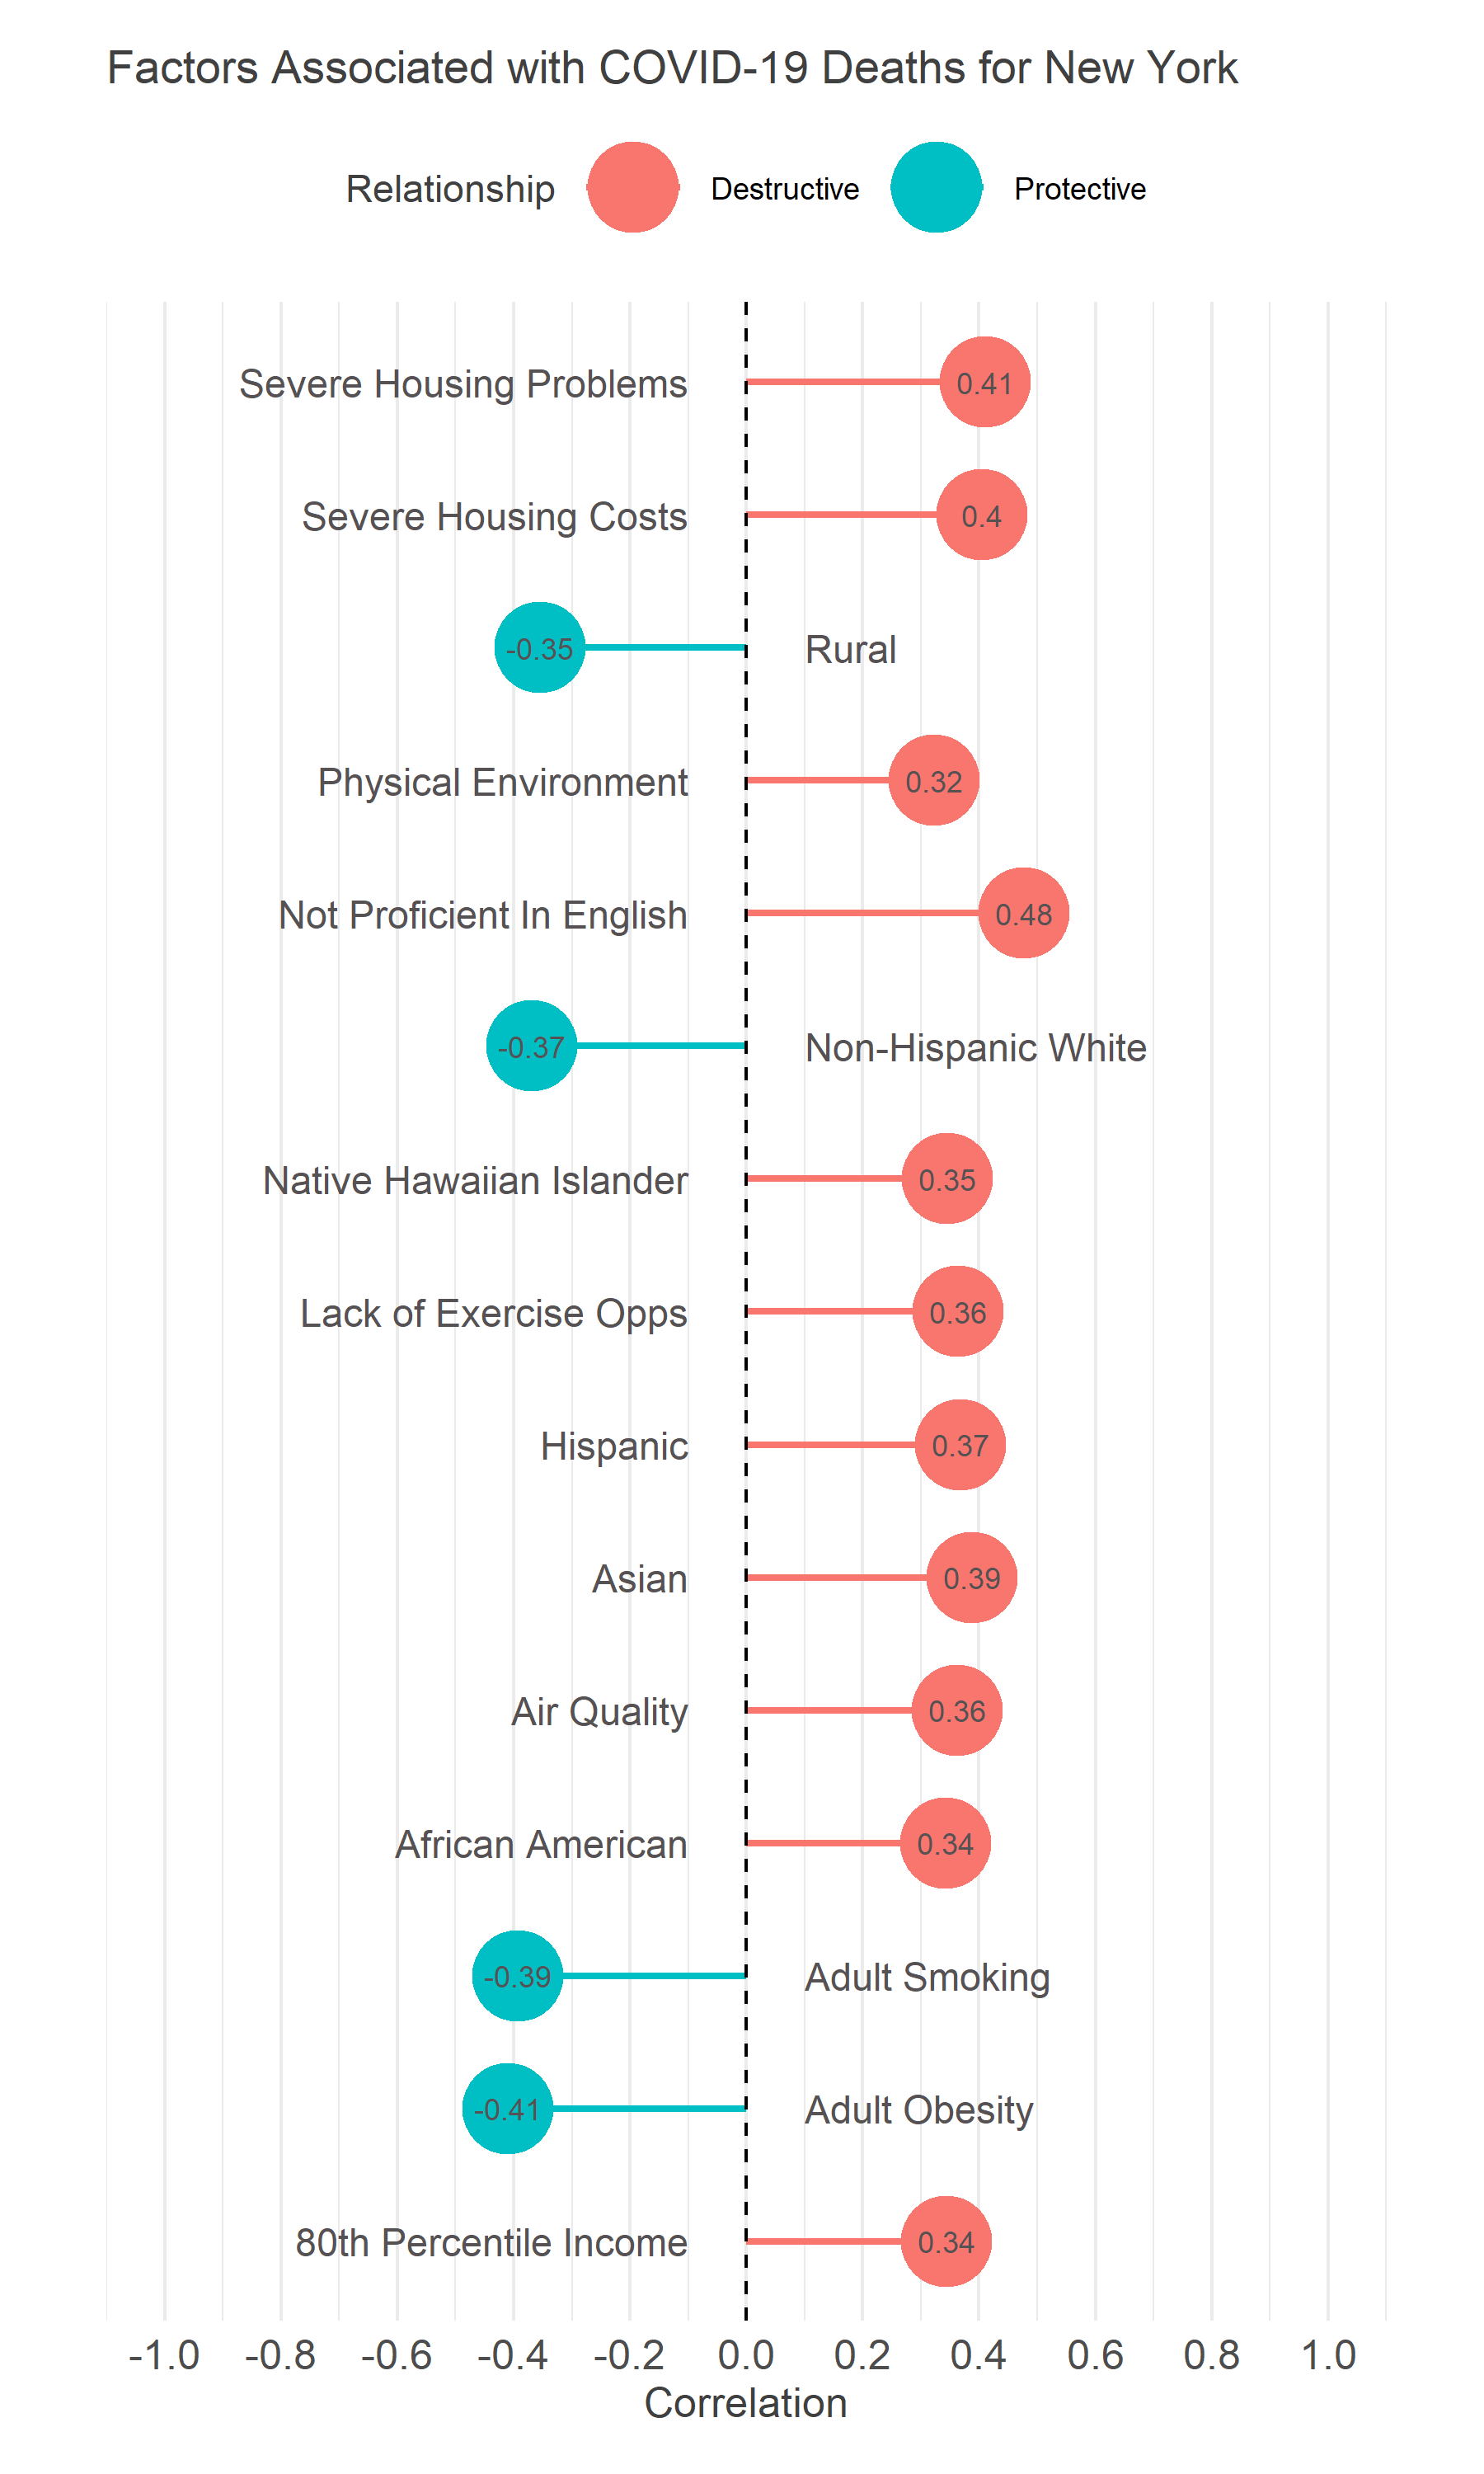 Factors Associated with COVID-19 Deaths for New York
Relationship Destructive Protective
Severe Housing Problems 0.41
Severe Housing Costs 0.4
-0.35 Rural
Physical Environment 0.32
Not Proficient In English 0.48
-0.37 Non-Hispanic White
Native Hawaiian Islander 0.35
Lack of Exercise Opps 0.36
Hispanic 0.37
Asian 0.39
Air Quality 0.36
African American 0.34
-0.39 Adult Smoking
-0.41 Adult Obesity
80th Percentile Income 0.34
-1.0 -0.8 -0.6 -0.4 -0.2 0.0 0.2 0.4 0.6 0.8 1.0
Correlation